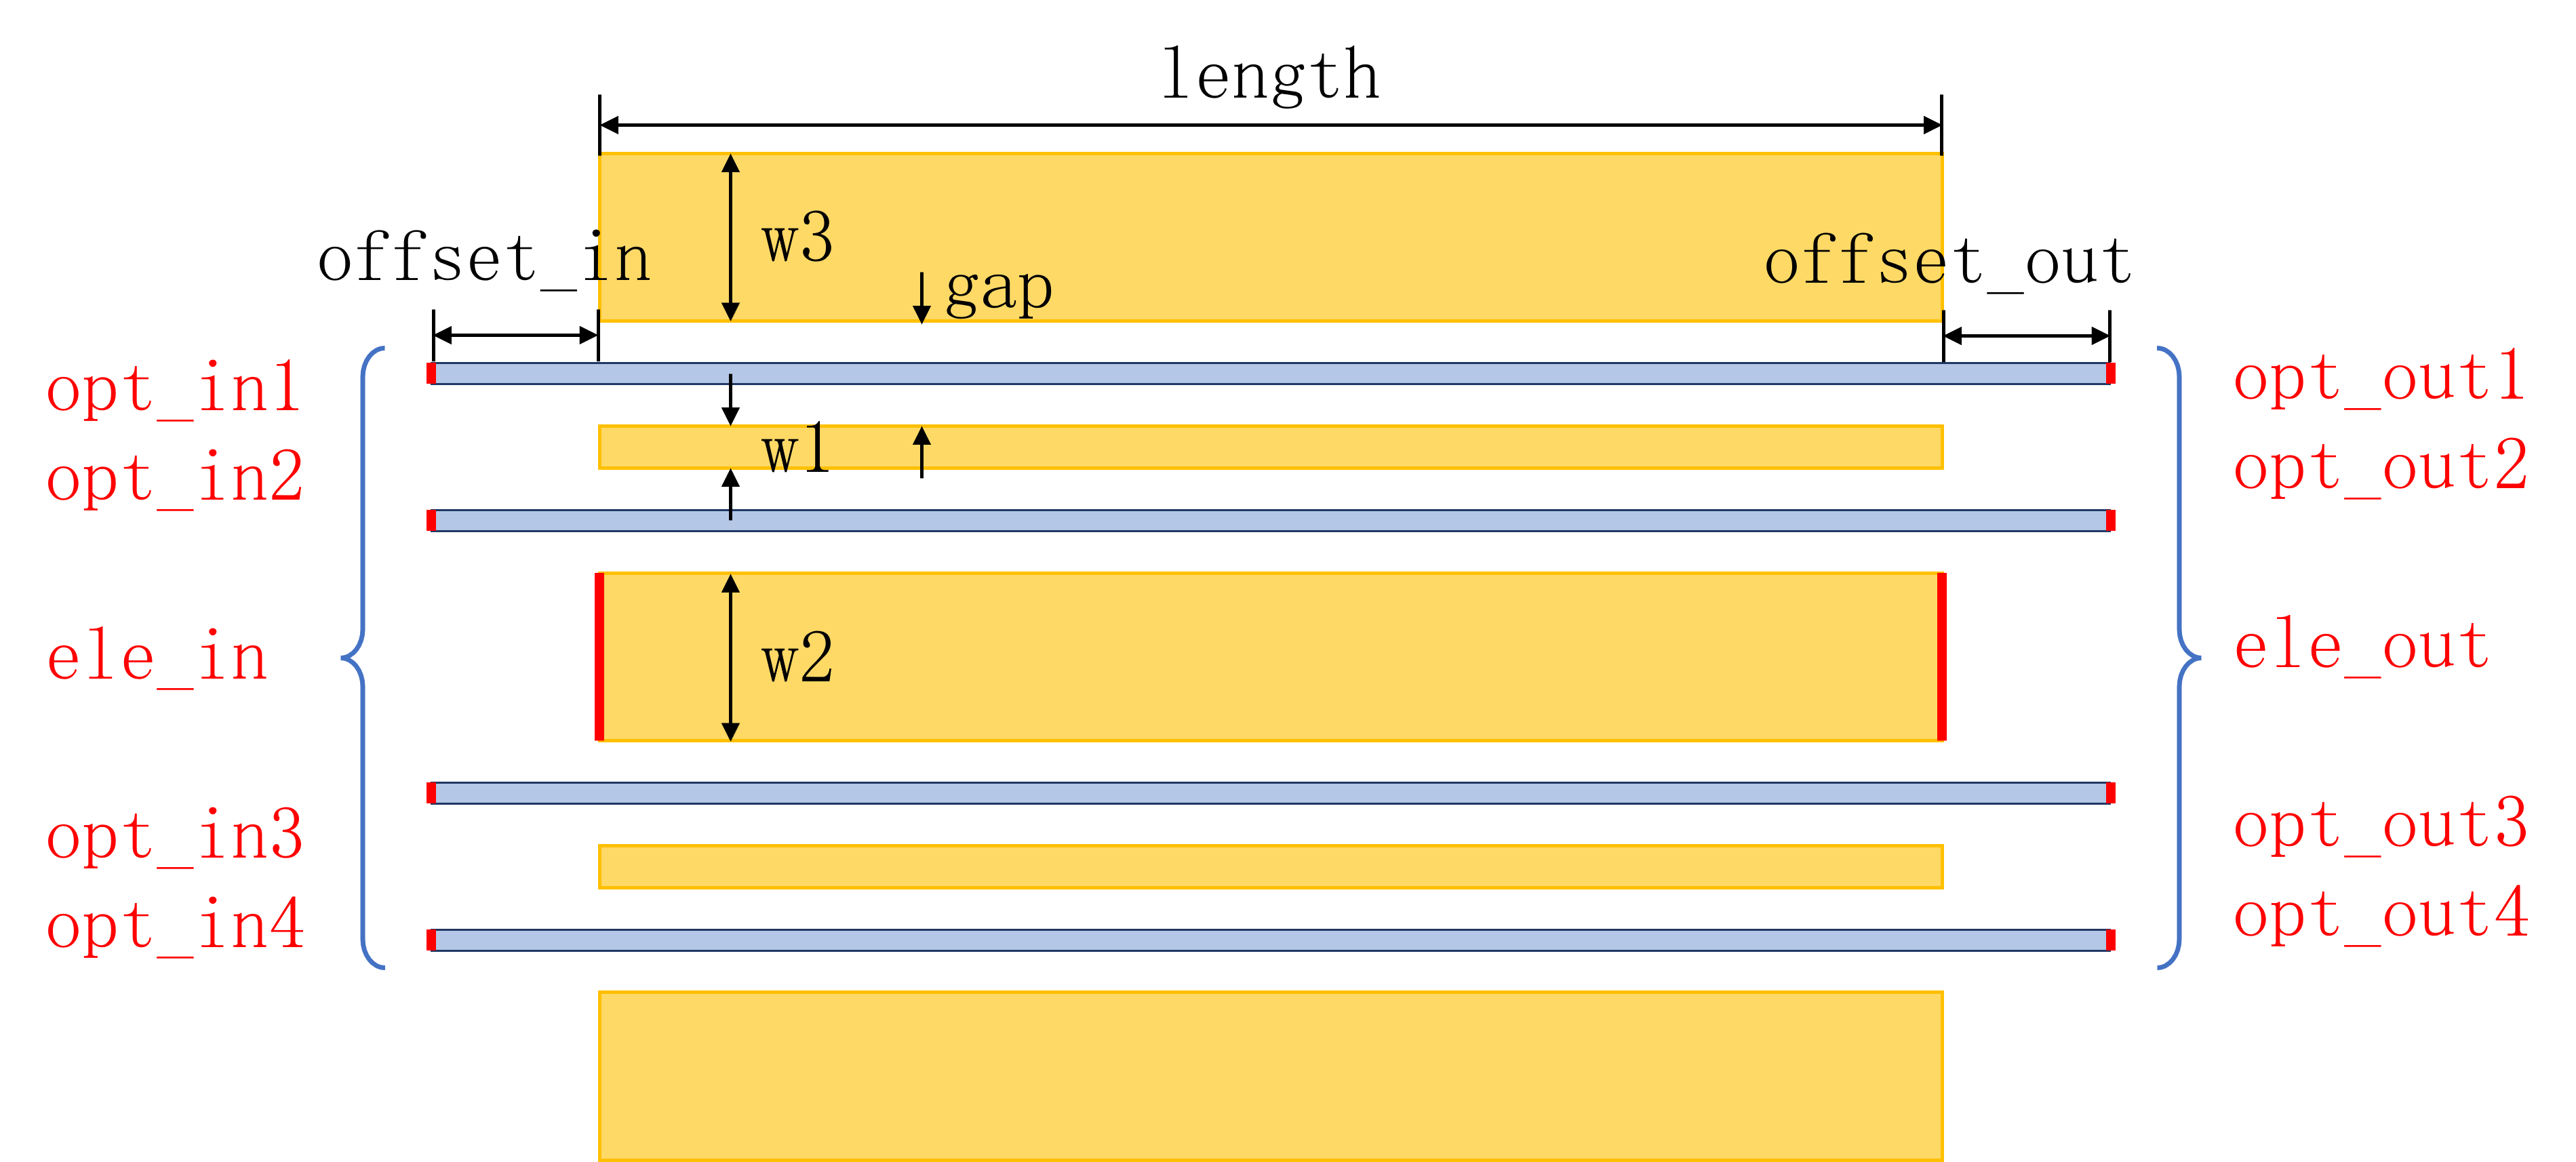 length
w3
offset_in
gap
offset_out
opt_in1
opt_out1
w1
opt_in2
opt_out2
ele_in
w2
ele_out
opt_in3
opt_out3
opt_in4
opt_out4